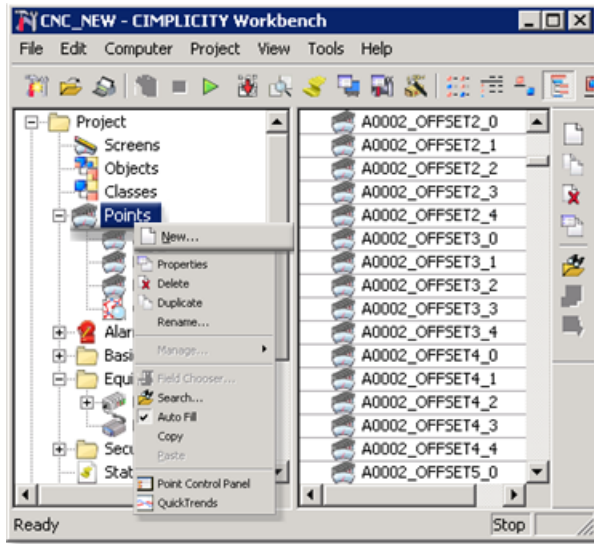 CNC_NEW - CIMPLICITY Workbench
File Edit Computer Project View Tools Help
Project
Screens
Objects
Classes
Points
Alar
Basi
Equi
Secu
Stat
New...
Properties
Delete
Duplicate
Rename...
Manage...
Field Chooser...
Search...
Auto Fill
Copy
Paste
Point Control Panel
QuickTrends
A0002_OFFSET2_0
A0002_OFFSET2_1
A0002_OFFSET2_2
A0002_OFFSET2_3
A0002_OFFSET2_4
A0002_OFFSET3_0
A0002_OFFSET3_1
A0002_OFFSET3_2
A0002_OFFSET3_3
A0002_OFFSET3_4
A0002_OFFSET4_0
A0002_OFFSET4_1
A0002_OFFSET4_2
A0002_OFFSET4_3
A0002_OFFSET4_4
A0002_OFFSET5_0
Ready
Stop